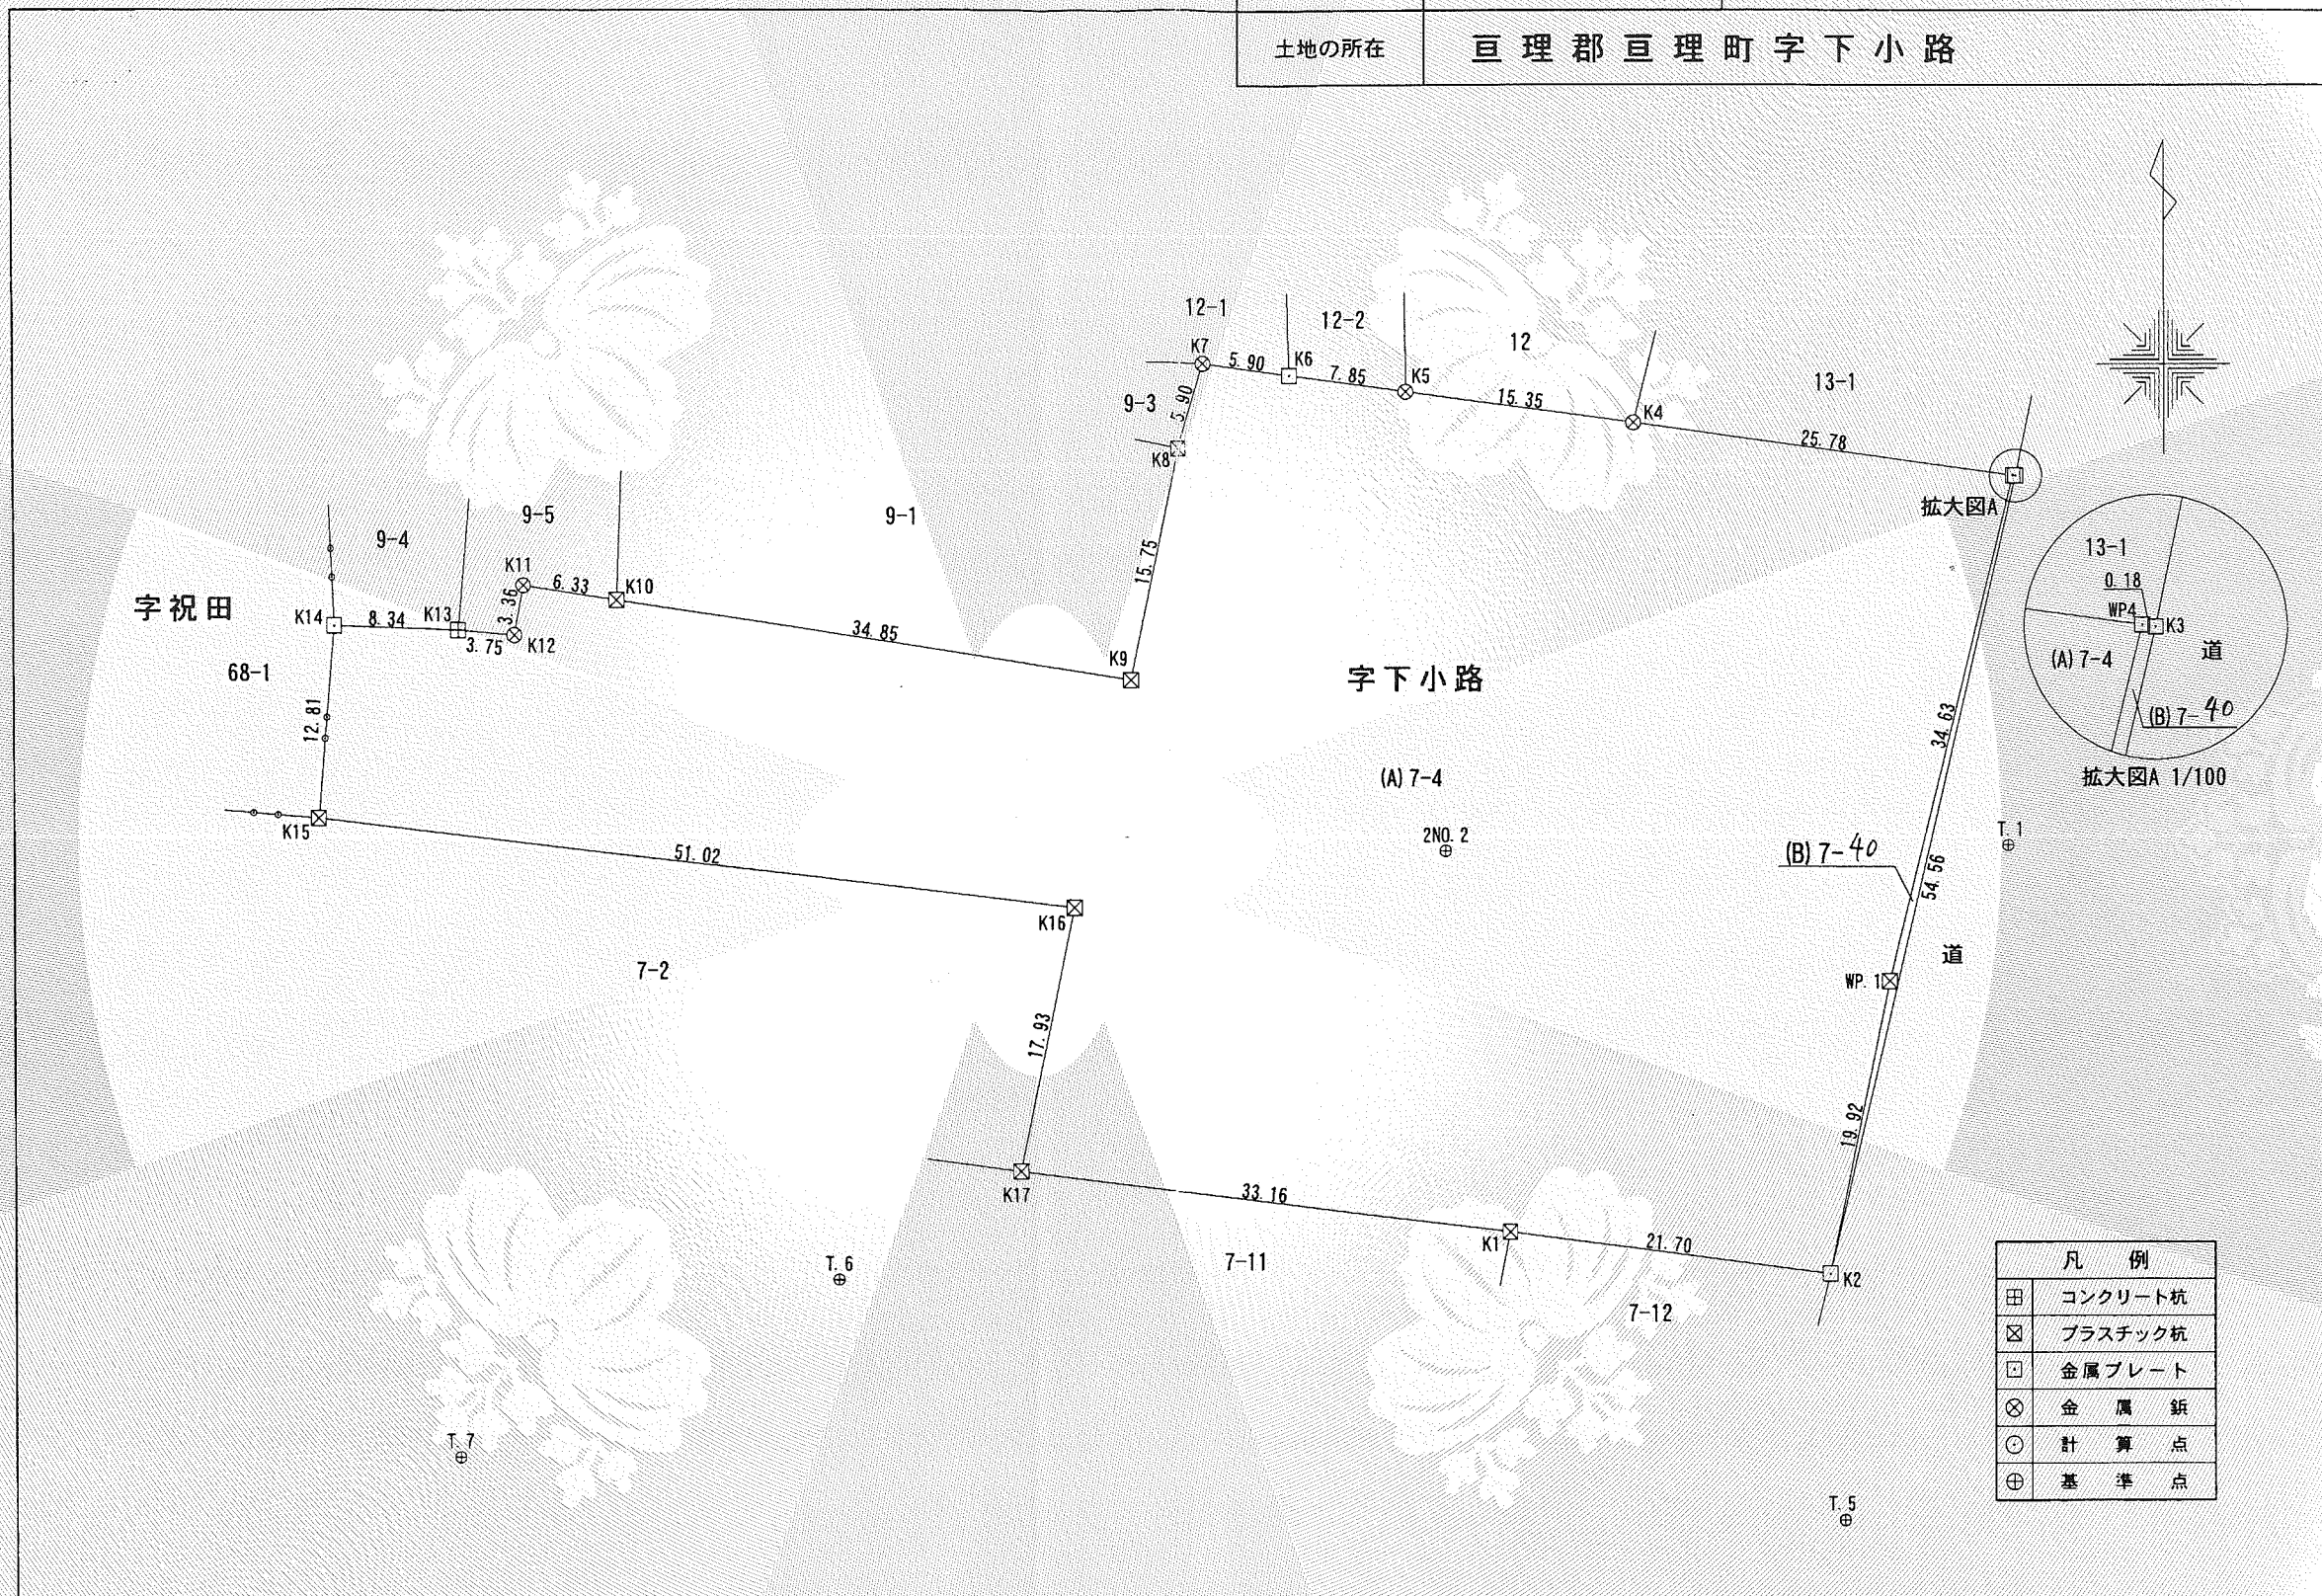 土地の所在 亘理郡亘理町字下小路
12-1
12-2
12
13-1
K7
5.90
K6
7.85
K5
15.35
K4
25.78
9-3
5.90
K8
拡大図A
9-1
9-5
9-4
13-1
0.18
WP4
K3
(A)7-4
道
(B)7-40
拡大図A 1/100
15.75
K11
6.33
K10
字祝田
K14
8.34
K13
3.36
3.75
K12
34.85
K9
字下小路
68-1
12.81
34.63
(A)7-4
2NO.2
T.1
K15
51.02
(B)7-40
54.56
K16
道
7-2
WP.1
17.93
19.92
K17
33.16
K1
21.70
K2
T.6
7-11
7-12
凡例
コンクリート杭
プラスチック杭
金属プレート
金属鋲
計算点
基準点
T.7
T.5